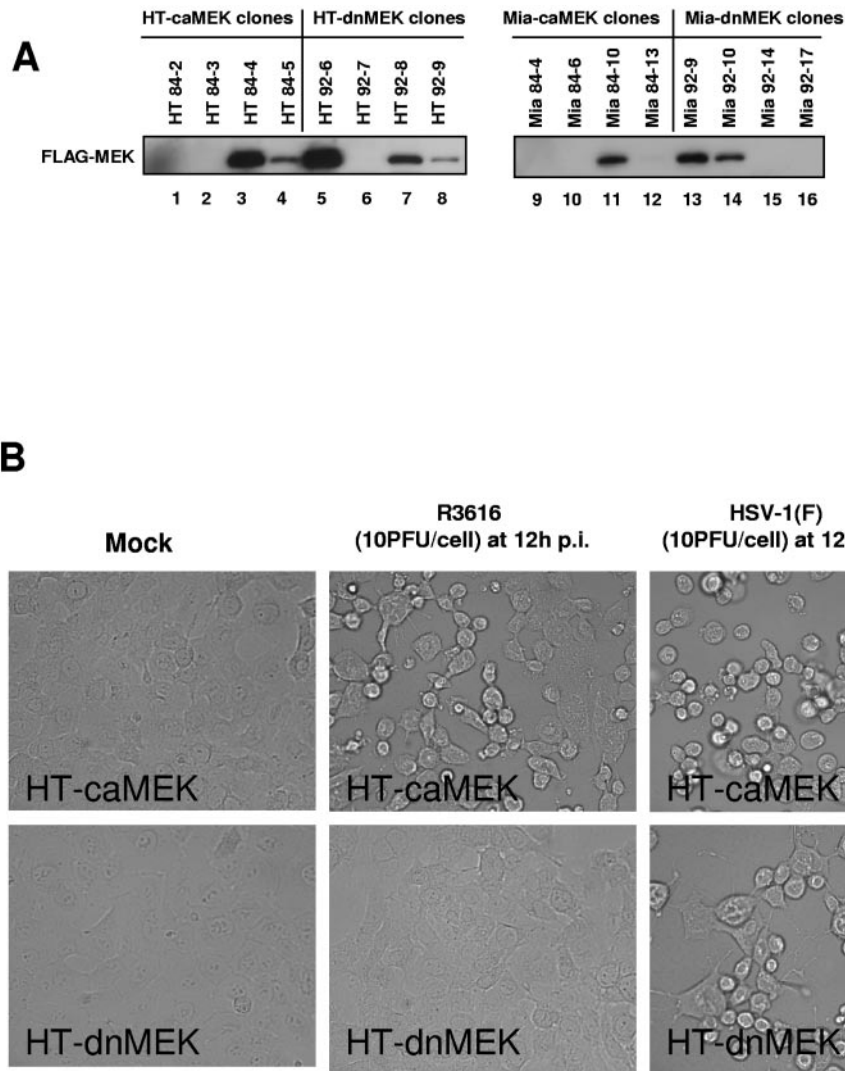 A
HT-caMEK clones HT-dnMEK clones Mia-caMEK clones Mia-dnMEK clones
HT 84-2 HT 84-3 HT 84-4 HT 84-5 HT 92-6 HT 92-7 HT 92-8 HT 92-9 Mia 84-4 Mia 84-6 Mia 84-10 Mia 84-13 Mia 92-9 Mia 92-10 Mia 92-14 Mia 92-17
FLAG-MEK
1 2 3 4 5 6 7 8 9 10 11 12 13 14 15 16
B
Mock
R3616
(10PFU/cell) at 12h p.i.
HSV-1(F)
(10PFU/cell) at 12
HT-caMEK HT-caMEK HT-caMEK
HT-dnMEK HT-dnMEK HT-dnMEK